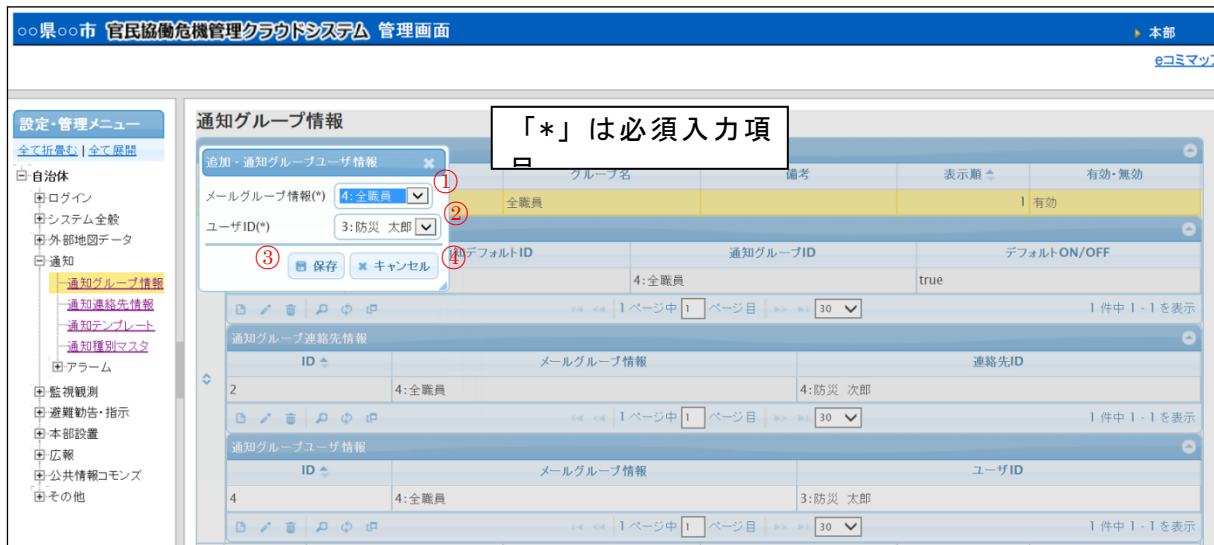 ○○県○○市 官民協働危機管理クラウドシステム 管理画面
本部
eコミマップ
設定・管理メニュー
全て折畳む | 全て展開
自治体
ログイン
システム全般
外部地図データ
通知
通知グループ情報
通知連絡先情報
通知テンプレート
通知種別マスタ
アラーム
監視観測
避難勧告・指示
本部設置
広報
公共情報コモンズ
その他
通知グループ情報
「*」は必須入力項
追加・通知グループユーザ情報
メールグループ情報(*) 4:全職員 ①
ユーザID(*) 3:防災 太郎 ②
③ 保存 キャンセル ④
グループ名 備考 表示順 有効・無効
全職員 1 有効
知デフォルトID 通知グループID デフォルトON/OFF
4:全職員 true
1 ページ中 1 ページ目 30 1 件中 1 - 1 を表示
通知グループ連絡先情報
ID メールグループ情報 連絡先ID
2 4:全職員 4:防災 次郎
1 ページ中 1 ページ目 30 1 件中 1 - 1 を表示
通知グループユーザ情報
ID メールグループ情報 ユーザID
4 4:全職員 3:防災 太郎
1 ページ中 1 ページ目 30 1 件中 1 - 1 を表示